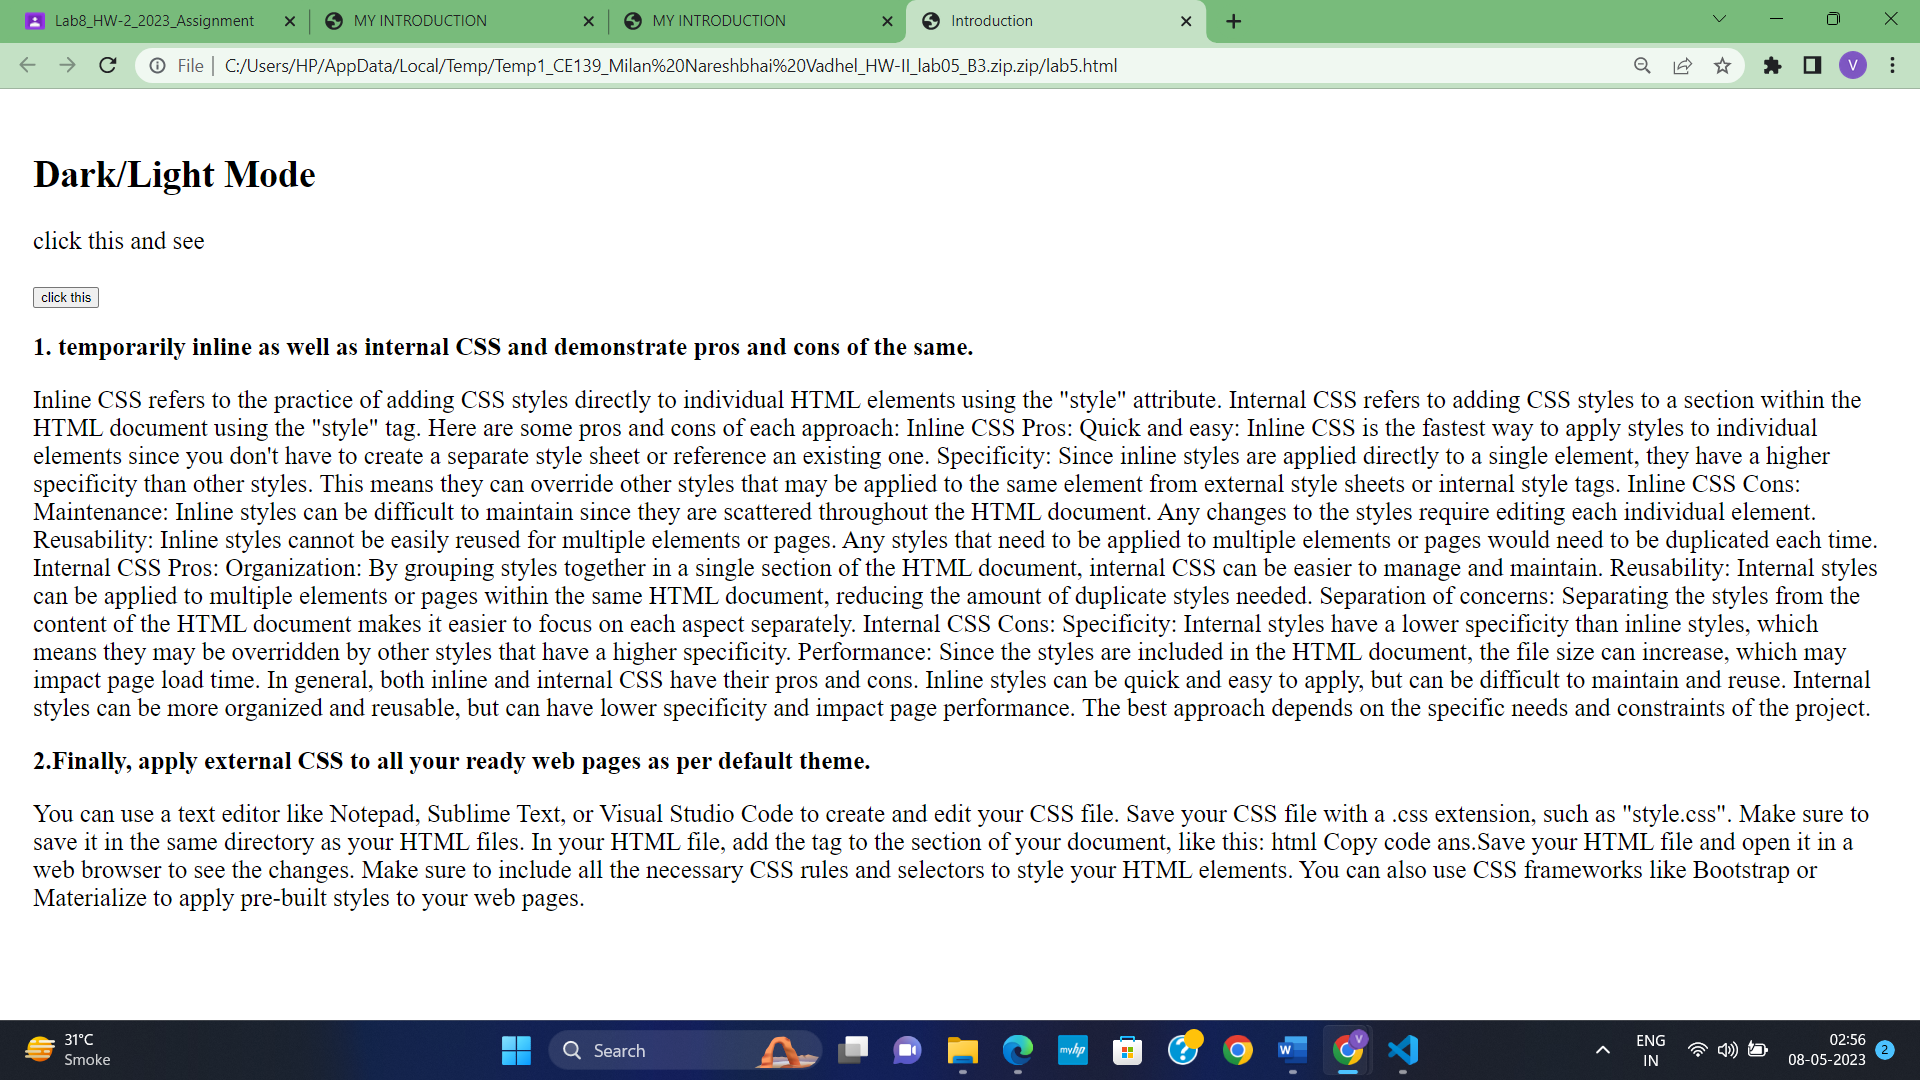 Lab8_HW-2_2023_Assignment
MY INTRODUCTION
MY INTRODUCTION
Introduction
File
C:/Users/HP/AppData/Local/Temp/Temp1_CE139_Milan%20Nareshbhai%20Vadhel_HW-II_lab05_B3.zip.zip/lab5.html
V
Dark/Light Mode
click this and see
click this
1. temporarily inline as well as internal CSS and demonstrate pros and cons of the same.
Inline CSS refers to the practice of adding CSS styles directly to individual HTML elements using the "style" attribute. Internal CSS refers to adding CSS styles to a section within the
HTML document using the "style" tag. Here are some pros and cons of each approach: Inline CSS Pros: Quick and easy: Inline CSS is the fastest way to apply styles to individual
elements since you don't have to create a separate style sheet or reference an existing one. Specificity: Since inline styles are applied directly to a single element, they have a higher
specificity than other styles. This means they can override other styles that may be applied to the same element from external style sheets or internal style tags. Inline CSS Cons:
Maintenance: Inline styles can be difficult to maintain since they are scattered throughout the HTML document. Any changes to the styles require editing each individual element.
Reusability: Inline styles cannot be easily reused for multiple elements or pages. Any styles that need to be applied to multiple elements or pages would need to be duplicated each time.
Internal CSS Pros: Organization: By grouping styles together in a single section of the HTML document, internal CSS can be easier to manage and maintain. Reusability: Internal styles
can be applied to multiple elements or pages within the same HTML document, reducing the amount of duplicate styles needed. Separation of concerns: Separating the styles from the
content of the HTML document makes it easier to focus on each aspect separately. Internal CSS Cons: Specificity: Internal styles have a lower specificity than inline styles, which
means they may be overridden by other styles that have a higher specificity. Performance: Since the styles are included in the HTML document, the file size can increase, which may
impact page load time. In general, both inline and internal CSS have their pros and cons. Inline styles can be quick and easy to apply, but can be difficult to maintain and reuse. Internal
styles can be more organized and reusable, but can have lower specificity and impact page performance. The best approach depends on the specific needs and constraints of the project.
2.Finally, apply external CSS to all your ready web pages as per default theme.
You can use a text editor like Notepad, Sublime Text, or Visual Studio Code to create and edit your CSS file. Save your CSS file with a .css extension, such as "style.css". Make sure to
save it in the same directory as your HTML files. In your HTML file, add the tag to the section of your document, like this: html Copy code ans.Save your HTML file and open it in a
web browser to see the changes. Make sure to include all the necessary CSS rules and selectors to style your HTML elements. You can also use CSS frameworks like Bootstrap or
Materialize to apply pre-built styles to your web pages.
31°C
Smoke
Search
myhp
W
V
ENG
IN
02:56
08-05-2023
2